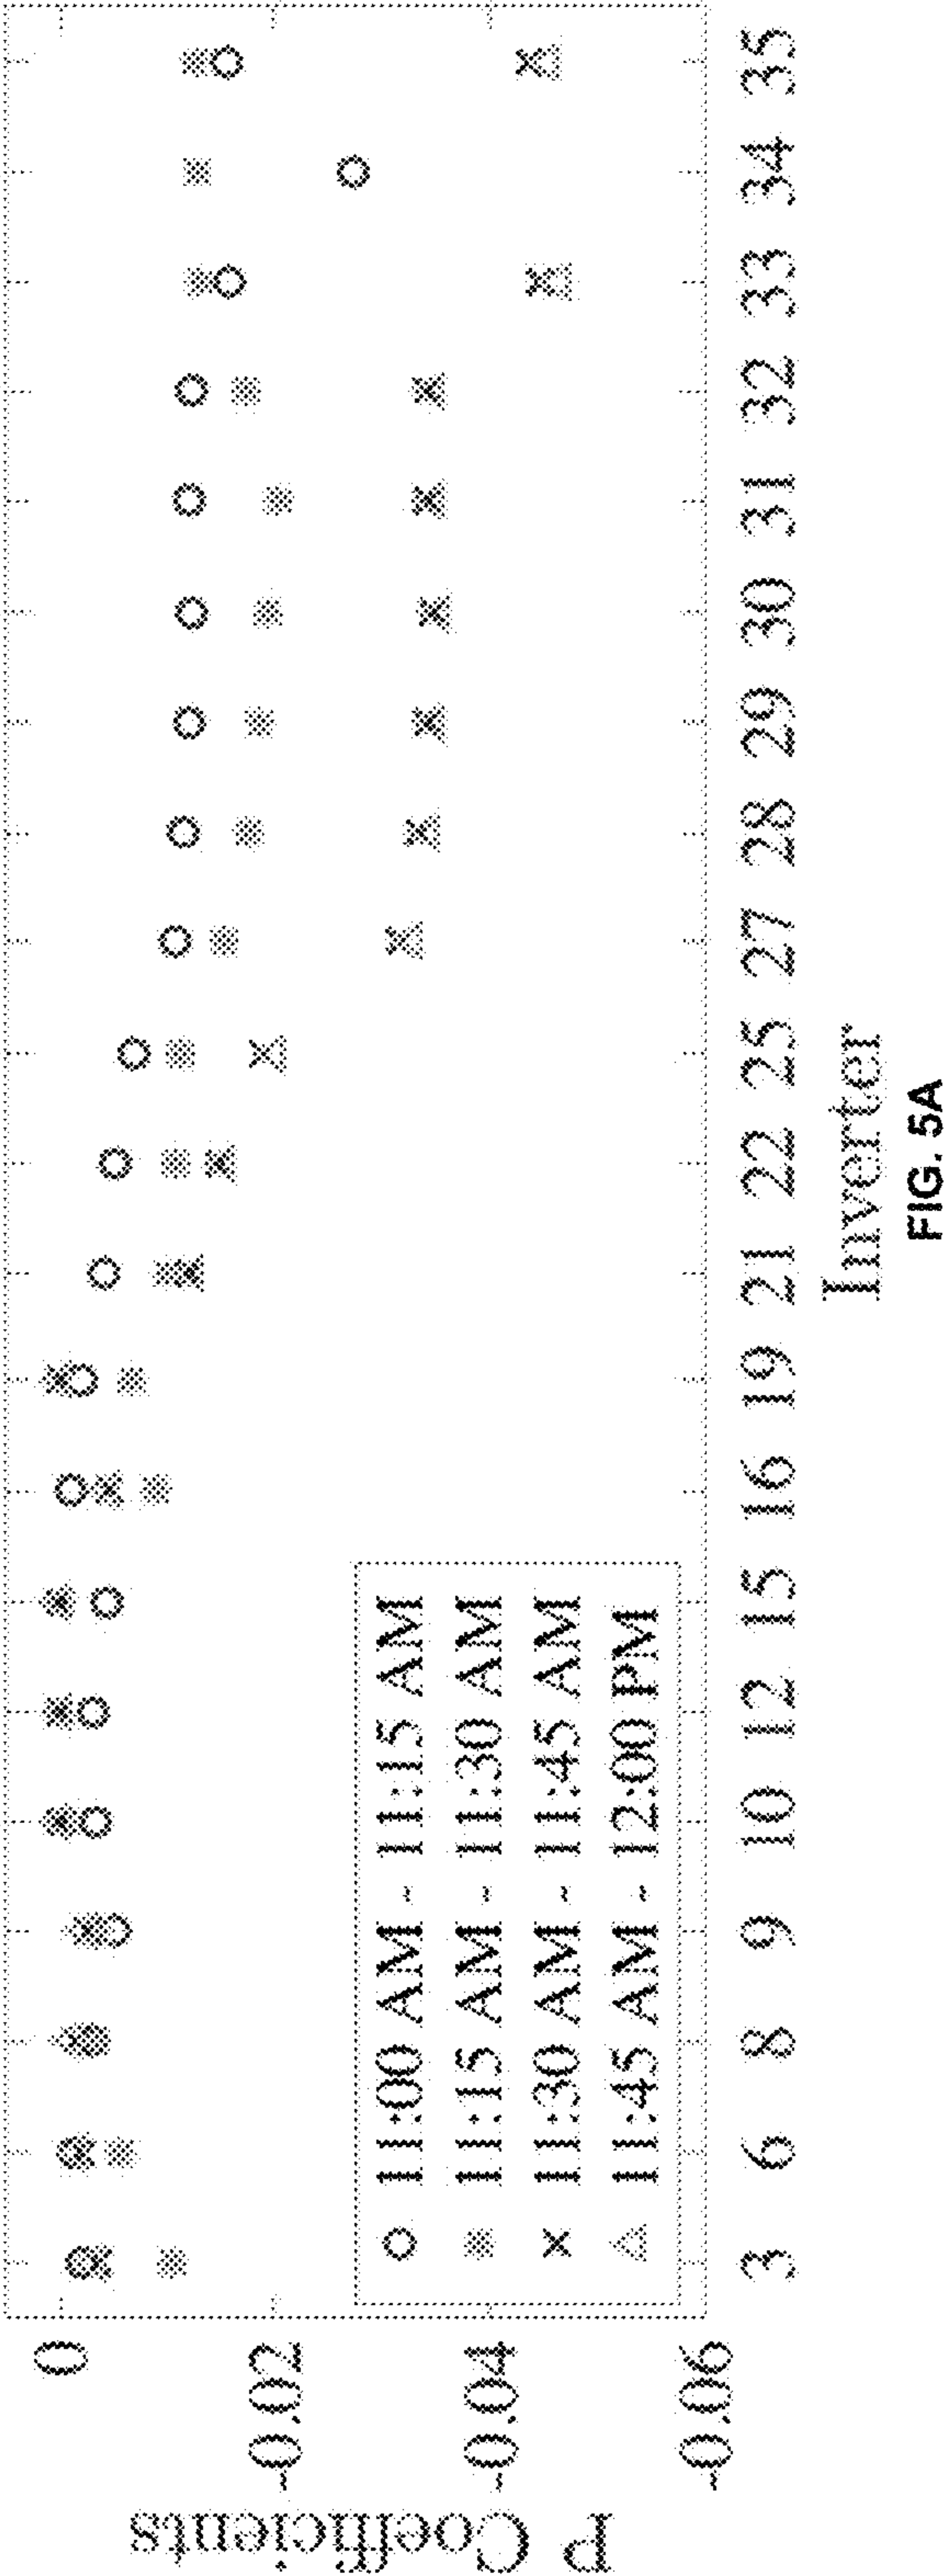 P Coefficients
0
-0.02
-0.04
-0.06
11:00 AM - 11:15 AM
11:15 AM - 11:30 AM
11:30 AM - 11:45 AM
11:45 AM - 12:00 PM
3 6 8 9 10 12 15 16 19 21 22 25 27 28 29 30 31 32 33 34 35
Inverter
FIG. 5A